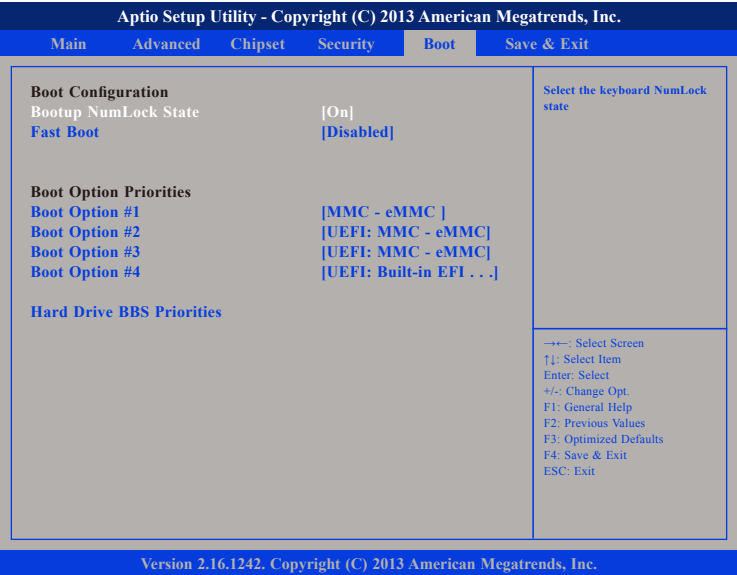 Aptio Setup Utility - Copyright (C) 2013 American Megatrends, Inc.
Main Advanced Chipset Security Boot Save & Exit
Boot Configuration
Bootup NumLock State [On]
Fast Boot [Disabled]
Boot Option Priorities
Boot Option #1 [MMC - eMMC ]
Boot Option #2 [UEFI: MMC - eMMC]
Boot Option #3 [UEFI: MMC - eMMC]
Boot Option #4 [UEFI: Built-in EFI . . .]
Hard Drive BBS Priorities
Select the keyboard NumLock
state
→←: Select Screen
↑↓: Select Item
Enter: Select
+/-: Change Opt.
F1: General Help
F2: Previous Values
F3: Optimized Defaults
F4: Save & Exit
ESC: Exit
Version 2.16.1242. Copyright (C) 2013 American Megatrends, Inc.